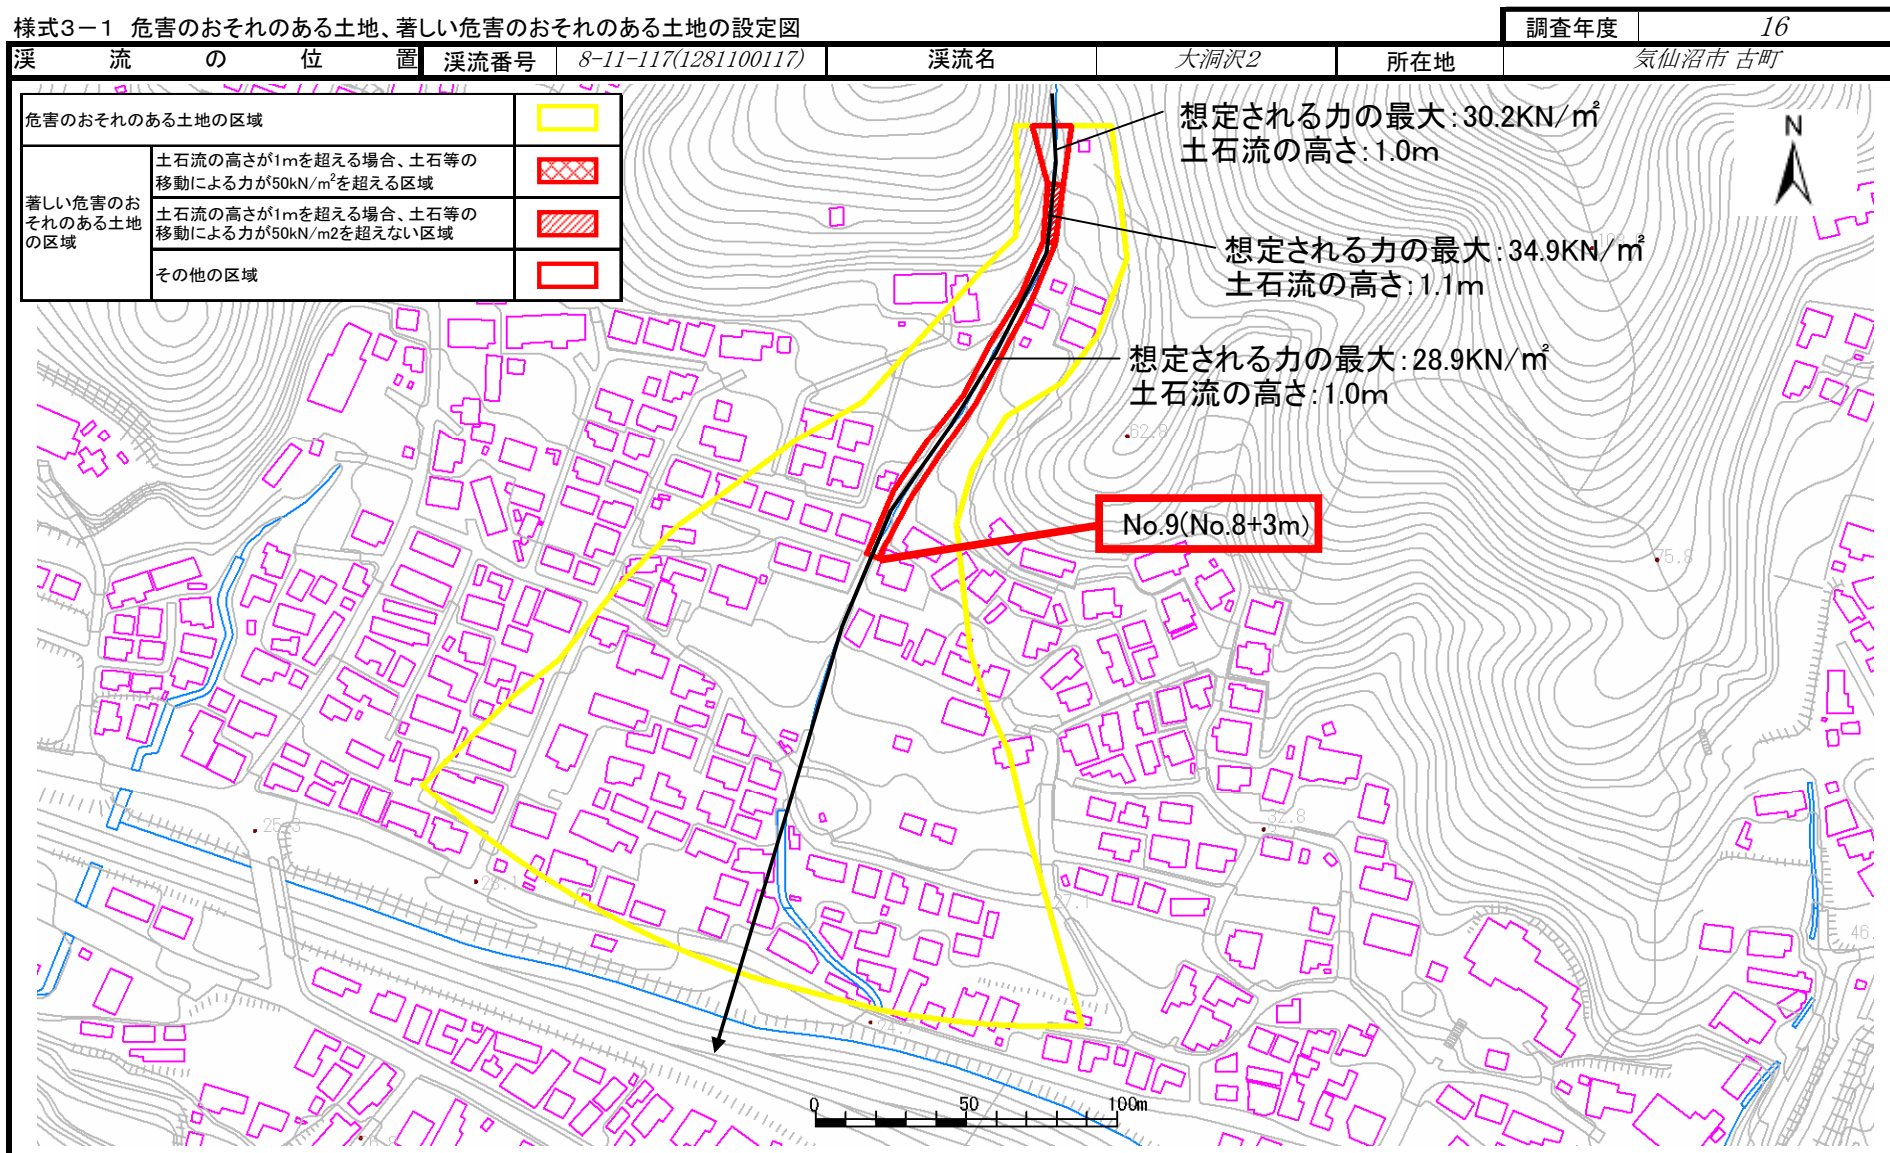 様式3－1 危害のおそれのある土地、著しい危害のおそれのある土地の設定図
調査年度 16
渓流の位置 渓流番号 8-11-117(1281100117) 渓流名 大洞沢2 所在地 気仙沼市 古町
危害のおそれのある土地の区域
著しい危害のお
それのある土地
の区域
土石流の高さが1mを超える場合、土石等の
移動による力が50kN/m²を超える区域
土石流の高さが1mを超える場合、土石等の
移動による力が50kN/m2を超えない区域
その他の区域
想定される力の最大：30.2KN/㎡
土石流の高さ：1.0m
N
想定される力の最大：34.9KN/㎡
土石流の高さ：1.1m
想定される力の最大：28.9KN/㎡
土石流の高さ：1.0m
62.8
No.9(No.8+3m)
75.8
32.8
27.1
46.
0 50 100m